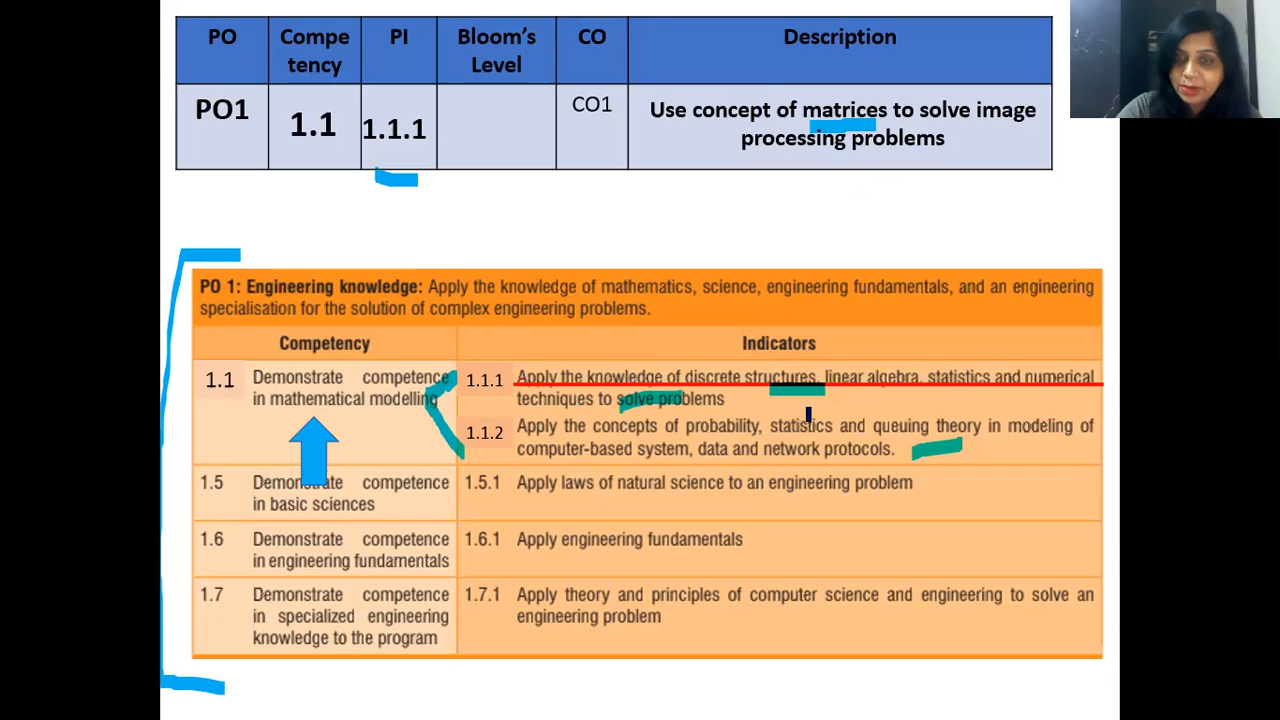 PO
Compe
tency
PI
Bloom's
Level
CO
Description
PO1
1.1
1.1.1
CO1
Use concept of matrices to solve image
processing problems
PO 1: Engineering knowledge: Apply the knowledge of mathematics, science, engineering fundamentals, and an engineering
specialisation for the solution of complex engineering problems.
Competency
Indicators
1.1
Demonstrate competence
in mathematical modelling
1.1.1 Apply the knowledge of discrete structures, linear algebra, statistics and numerical
techniques to solve problems
1.1.2 Apply the concepts of probability, statistics and queuing theory in modeling of
computer-based system, data and network protocols.
1.5 Demonstrate competence
in basic sciences
1.5.1 Apply laws of natural science to an engineering problem
1.6 Demonstrate competence
in engineering fundamentals
1.6.1 Apply engineering fundamentals
1.7 Demonstrate competence
in specialized engineering
knowledge to the program
1.7.1 Apply theory and principles of computer science and engineering to solve an
engineering problem